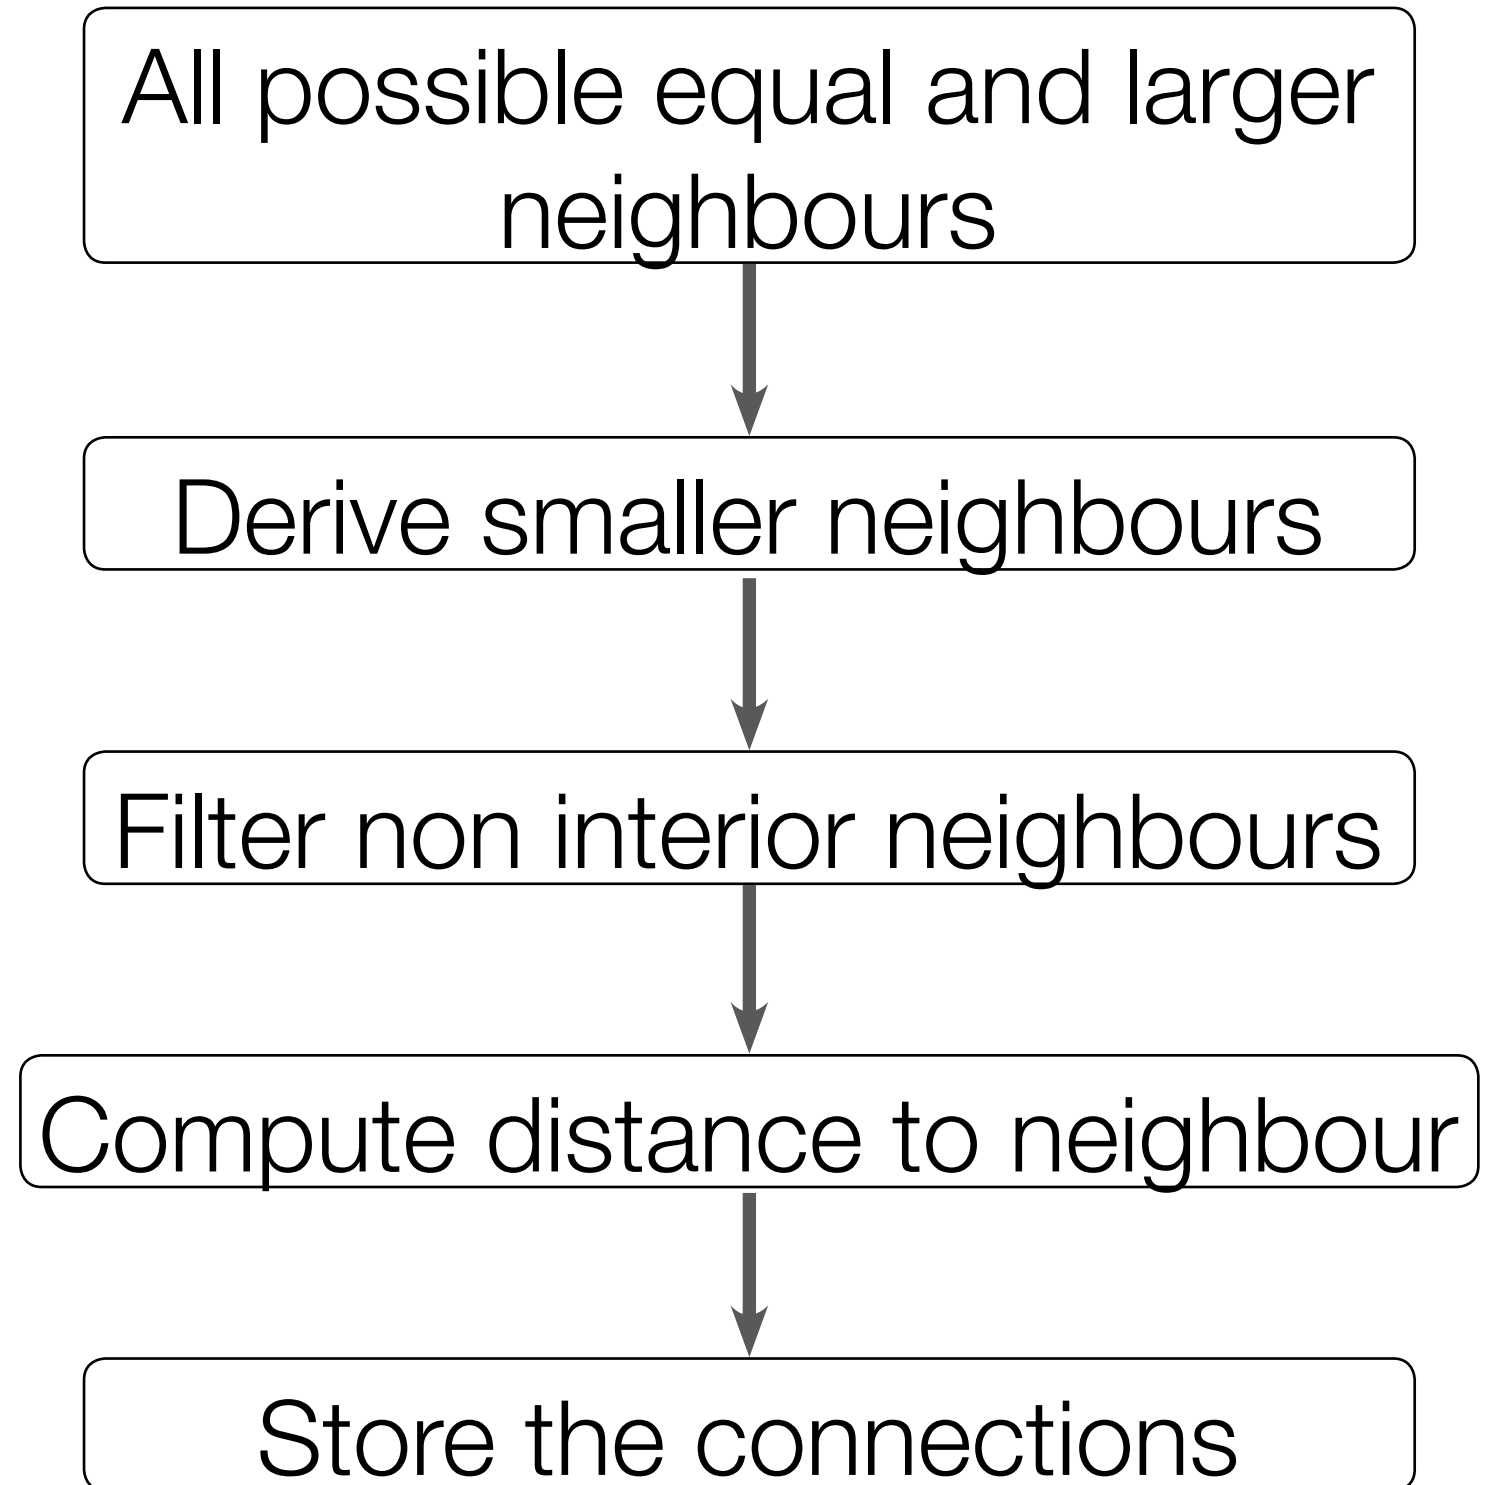 All possible equal and larger
neighbours
Derive smaller neighbours
Filter non interior neighbours
Compute distance to neighbour
Store the connections